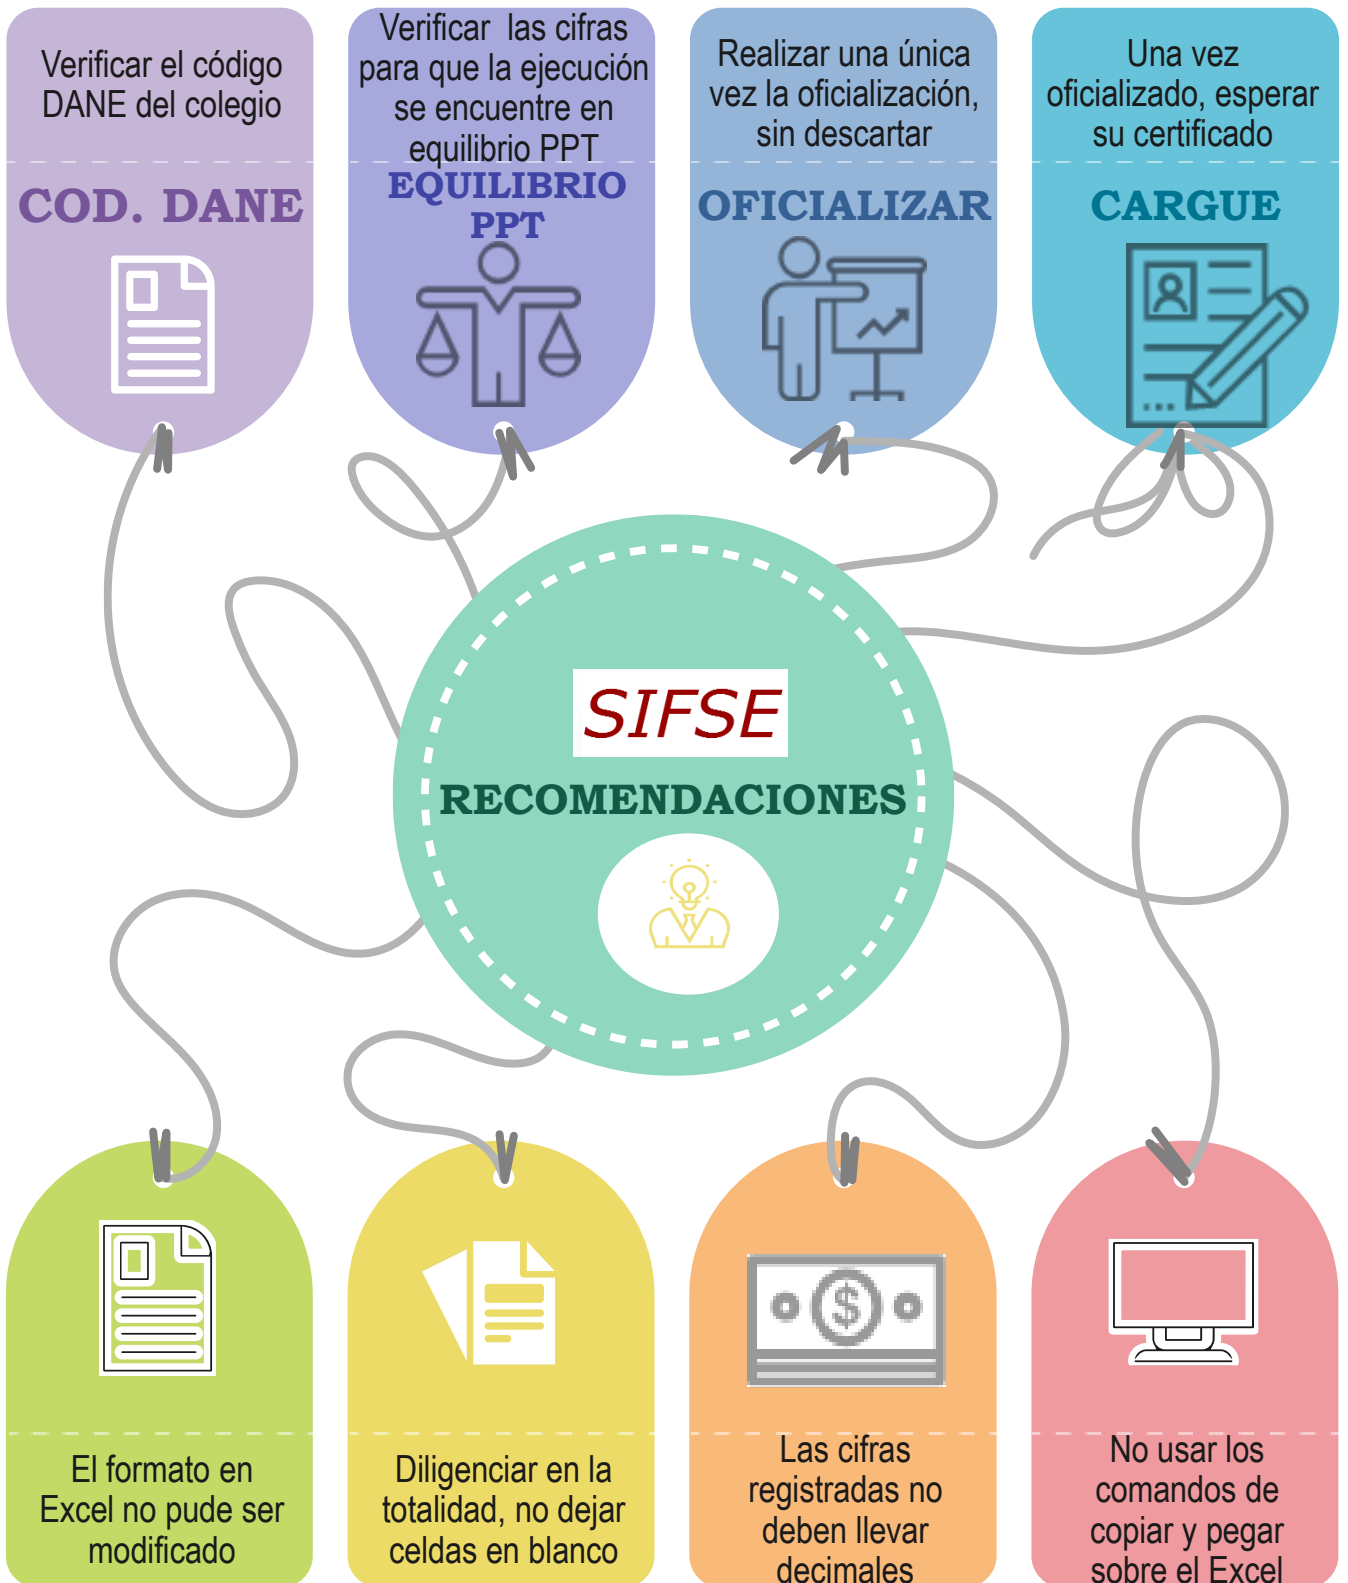 Verificar el código
DANE del colegio
COD. DANE
Verificar las cifras
para que la ejecución
se encuentre en
equilibrio PPT
EQUILIBRIO
PPT
Realizar una única
vez la oficialización,
sin descartar
OFICIALIZAR
Una vez
oficializado, esperar
su certificado
CARGUE
SIFSE
RECOMENDACIONES
El formato en
Excel no pude ser
modificado
Diligenciar en la
totalidad, no dejar
celdas en blanco
$
Las cifras
registradas no
deben llevar
decimales
No usar los
comandos de
copiar y pegar
sobre el Excel